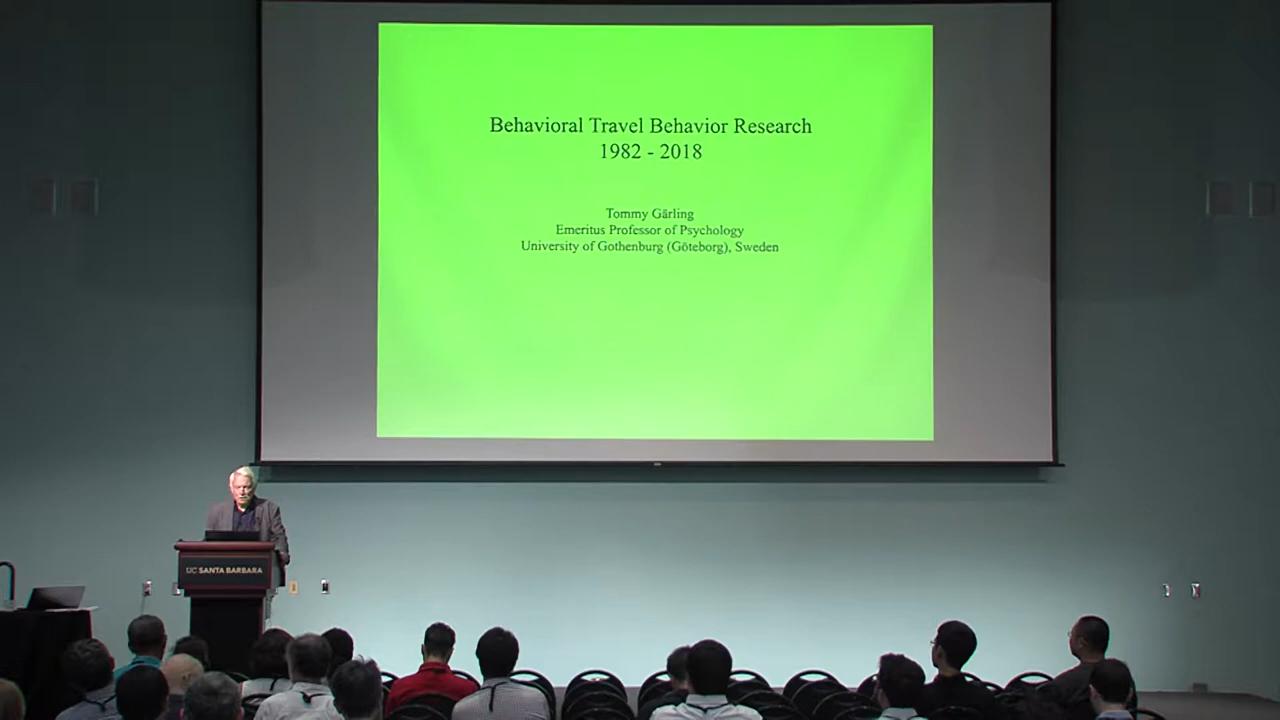 Behavioral Travel Behavior Research
1982 - 2018
Tommy Gärling
Emeritus Professor of Psychology
University of Gothenburg (Göteborg), Sweden
UC SANTA BARBARA